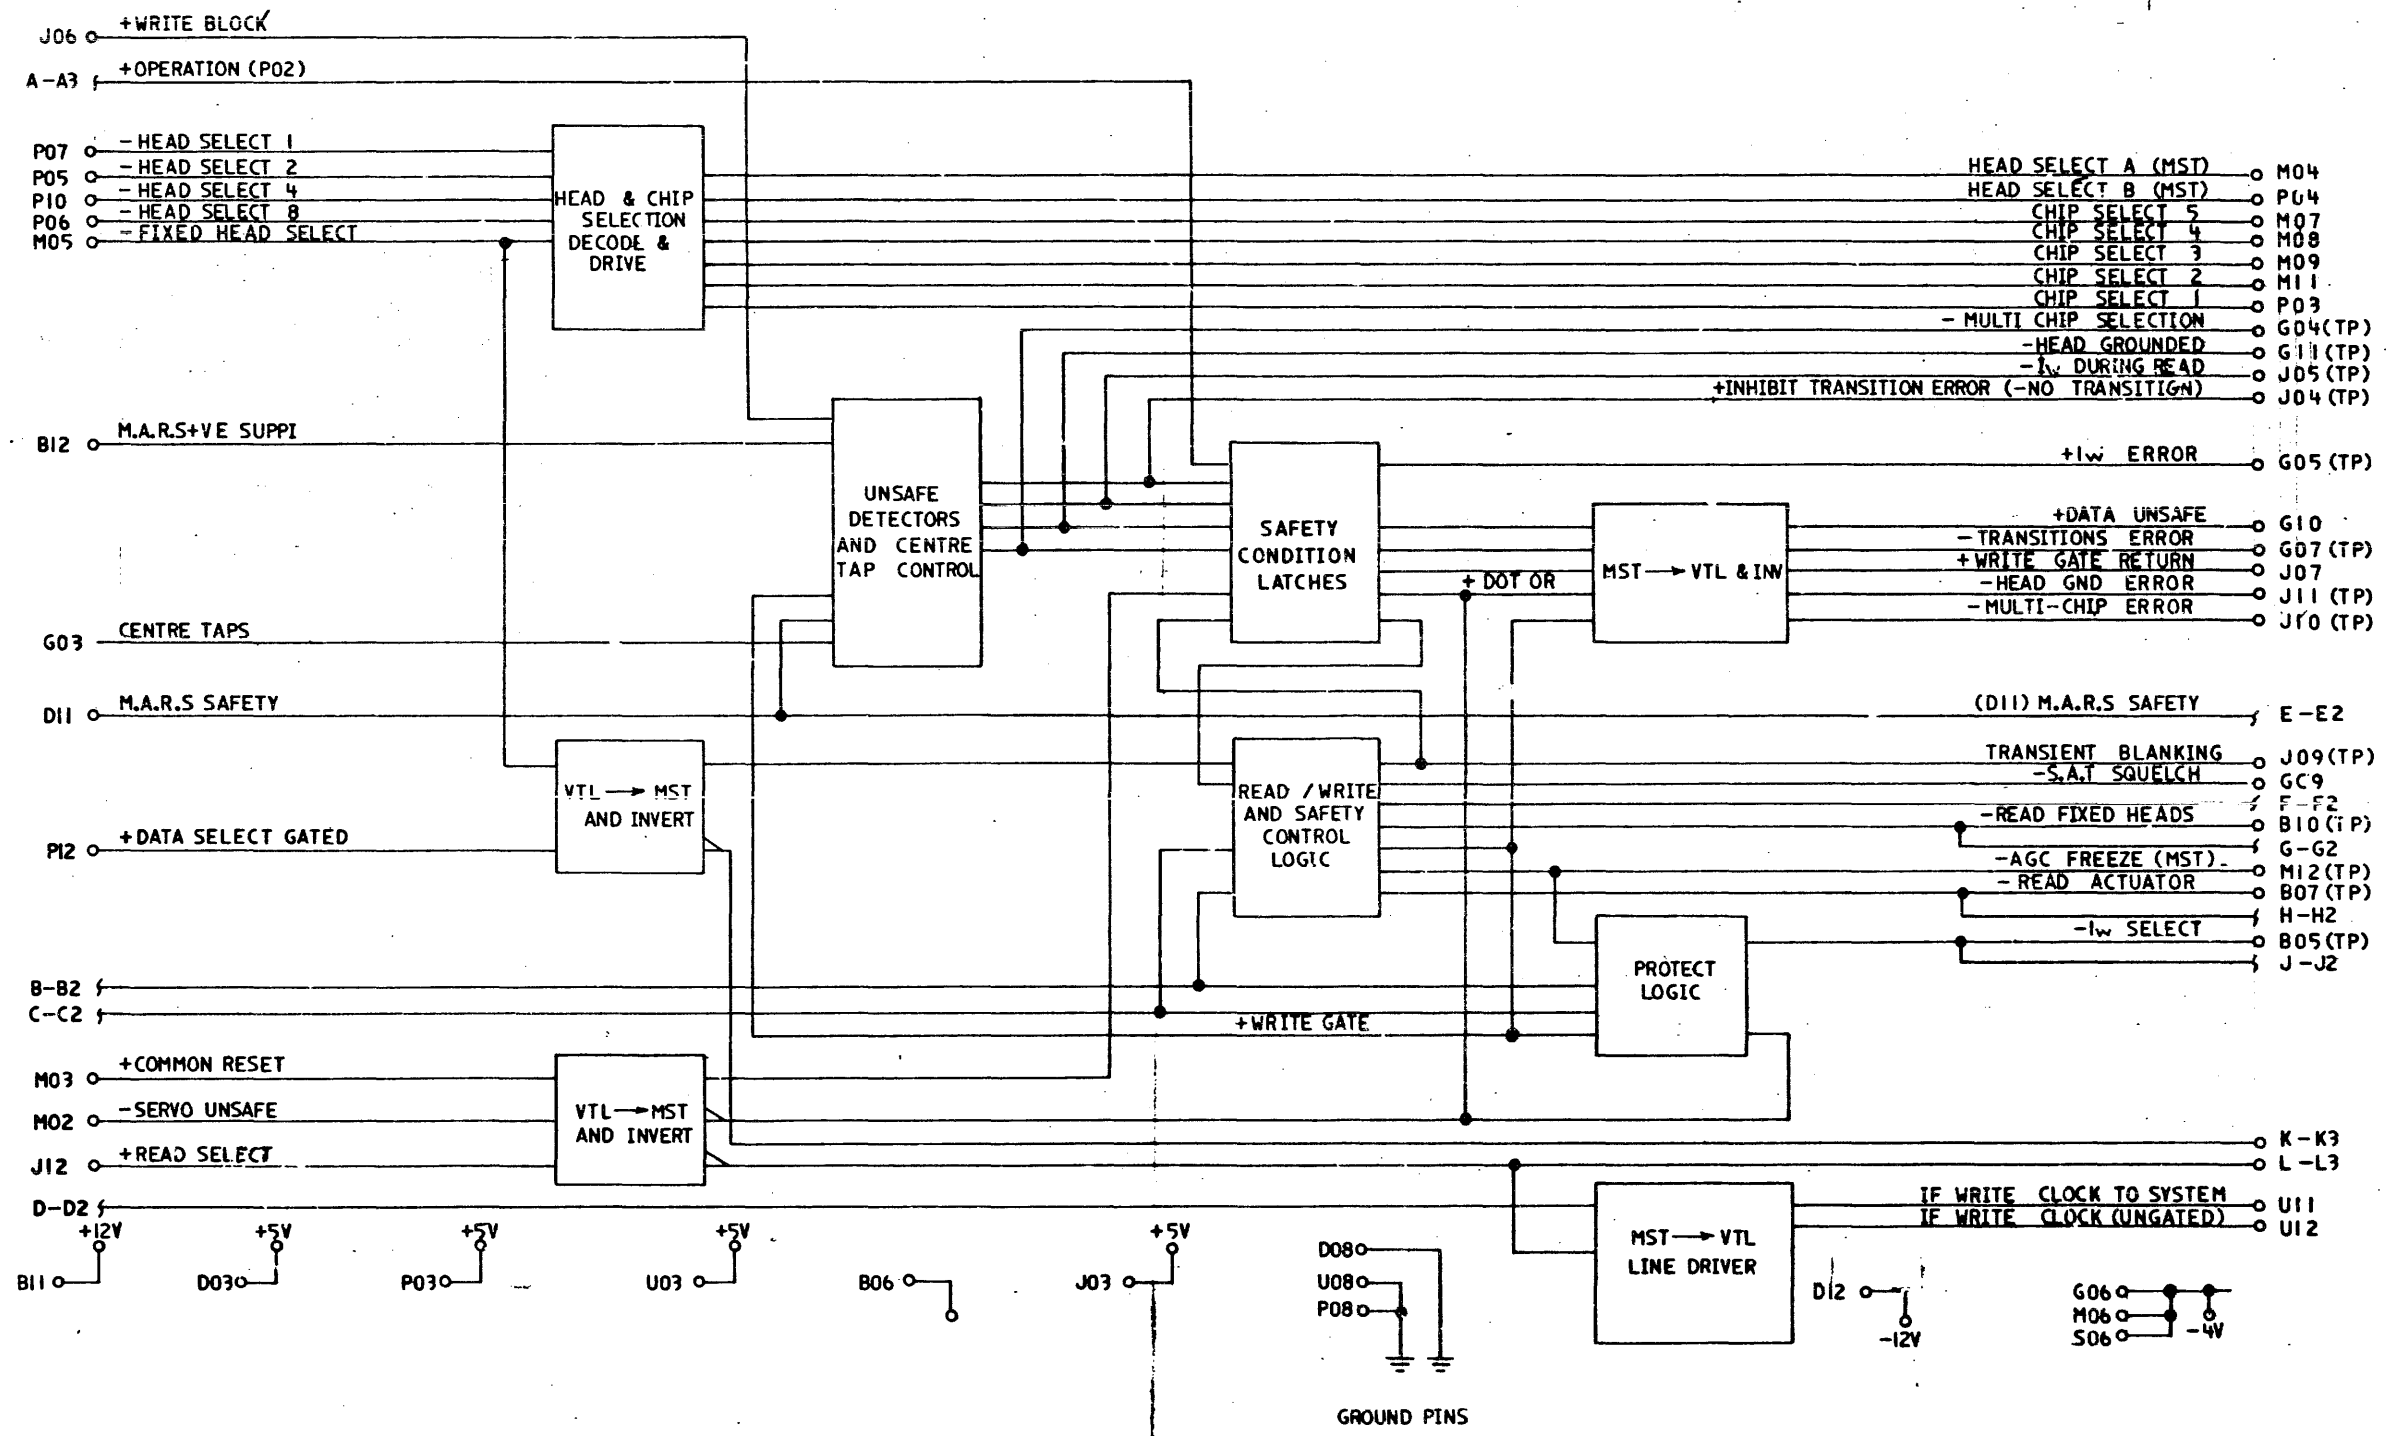 J06 +WRITE BLOCK
A-A3 +OPERATION (P02)
P07 -HEAD SELECT 1
P05 -HEAD SELECT 2
P10 -HEAD SELECT 4
P06 -HEAD SELECT 8
M05 -FIXED HEAD SELECT
HEAD & CHIP
SELECTION
DECODE &
DRIVE
HEAD SELECT A (MST) M04
HEAD SELECT B (MST) P04
CHIP SELECT 5 M07
CHIP SELECT 4 M08
CHIP SELECT 3 M09
CHIP SELECT 2 M11
CHIP SELECT 1 P03
-MULTI CHIP SELECTION G04(TP)
-HEAD GROUNDED G11(TP)
-Iw DURING READ J05(TP)
+INHIBIT TRANSITION ERROR (-NO TRANSITION) J04(TP)
B12 M.A.R.S+VE SUPPI
UNSAFE
DETECTORS
AND CENTRE
TAP CONTROL
SAFETY
CONDITION
LATCHES
+Iw ERROR G05(TP)
MST VTL & INV
+ DOT OR
+DATA UNSAFE G10
-TRANSITIONS ERROR G07(TP)
+WRITE GATE RETURN J07
-HEAD GND ERROR J11(TP)
-MULTI-CHIP ERROR J10(TP)
G03 CENTRE TAPS
D11 M.A.R.S SAFETY
(D11) M.A.R.S SAFETY E-E2
VTL MST
AND INVERT
P12 +DATA SELECT GATED
READ /WRITE
AND SAFETY
CONTROL
LOGIC
TRANSIENT BLANKING J09(TP)
-S.A.T SQUELCH GC9
F-F2
-READ FIXED HEADS B10(TP)
G-G2
-AGC FREEZE (MST) M12(TP)
-READ ACTUATOR B07(TP)
H-H2
-Iw SELECT B05(TP)
J-J2
PROTECT
LOGIC
B-B2
C-C2
+WRITE GATE
M03 +COMMON RESET
M02 -SERVO UNSAFE
J12 +READ SELECT
VTL MST
AND INVERT
K-K3
L-L3
D-D2
IF WRITE CLOCK TO SYSTEM U11
IF WRITE CLOCK (UNGATED) U12
MST VTL
LINE DRIVER
+12V +5V +5V +5V +5V
B11 D03 P03 U03 B06 J03
D08
U08
P08
GROUND PINS
D12
-12V
G06
M06
S06
-4V